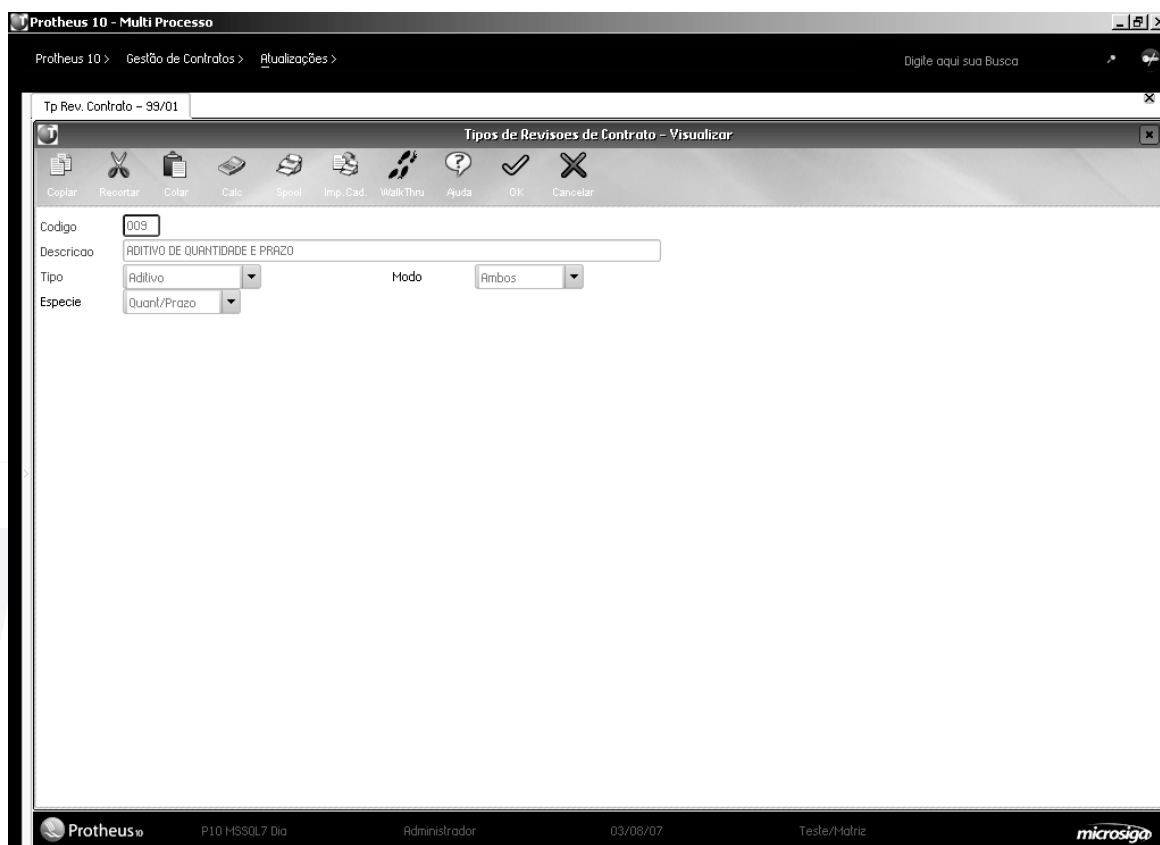 Protheus 10 - Multi Processo
Protheus 10 > Gestão de Contratos > Atualizações > Digite aqui sua Busca
Tp Rev. Contrato – 99/01
Tipos de Revisoes de Contrato – Visualizar
Copiar Recortar Colar Calc Spool Imp.Cad. WalkThru Ajuda OK Cancelar
Codigo 009
Descricao ADITIVO DE QUANTIDADE E PRAZO
Tipo Aditivo Modo Ambos
Especie Quant/Prazo
Protheus10 P10 MSSQL7 Dia Administrador 03/08/07 Teste/Matriz microsiga